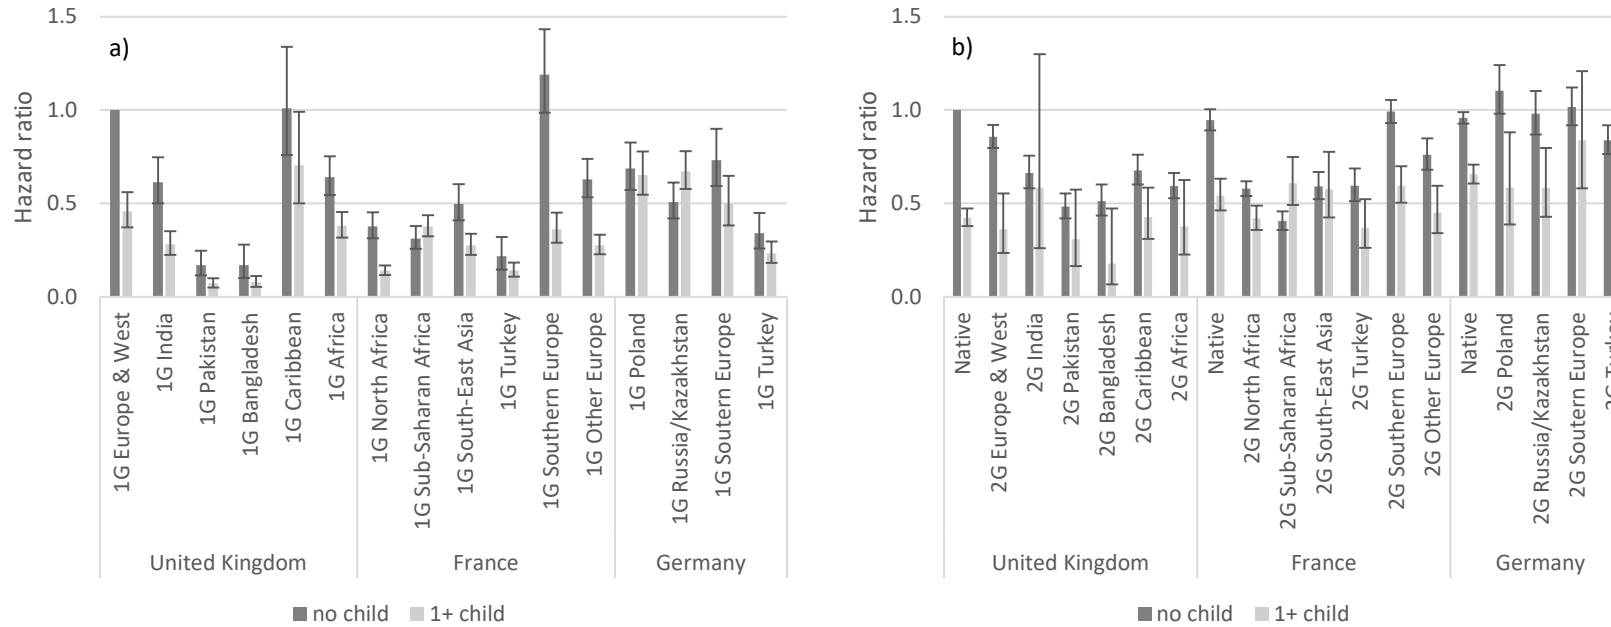 a)
Hazard ratio
1.5
1.0
0.5
0.0
1G Europe & West
1G India
1G Pakistan
1G Bangladesh
1G Caribbean
1G Africa
1G North Africa
1G Sub-Saharan Africa
1G South-East Asia
1G Turkey
1G Southern Europe
1G Other Europe
1G Poland
1G Russia/Kazakhstan
1G Soutern Europe
1G Turkey
United Kingdom
France
Germany
no child
1+ child
b)
Hazard ratio
1.5
1.0
0.5
0.0
Native
2G Europe & West
2G India
2G Pakistan
2G Bangladesh
2G Caribbean
2G Africa
Native
2G North Africa
2G Sub-Saharan Africa
2G South-East Asia
2G Turkey
2G Southern Europe
2G Other Europe
Native
2G Poland
2G Russia/Kazakhstan
2G Soutern Europe
United Kingdom
France
Germany
no child
1+ child